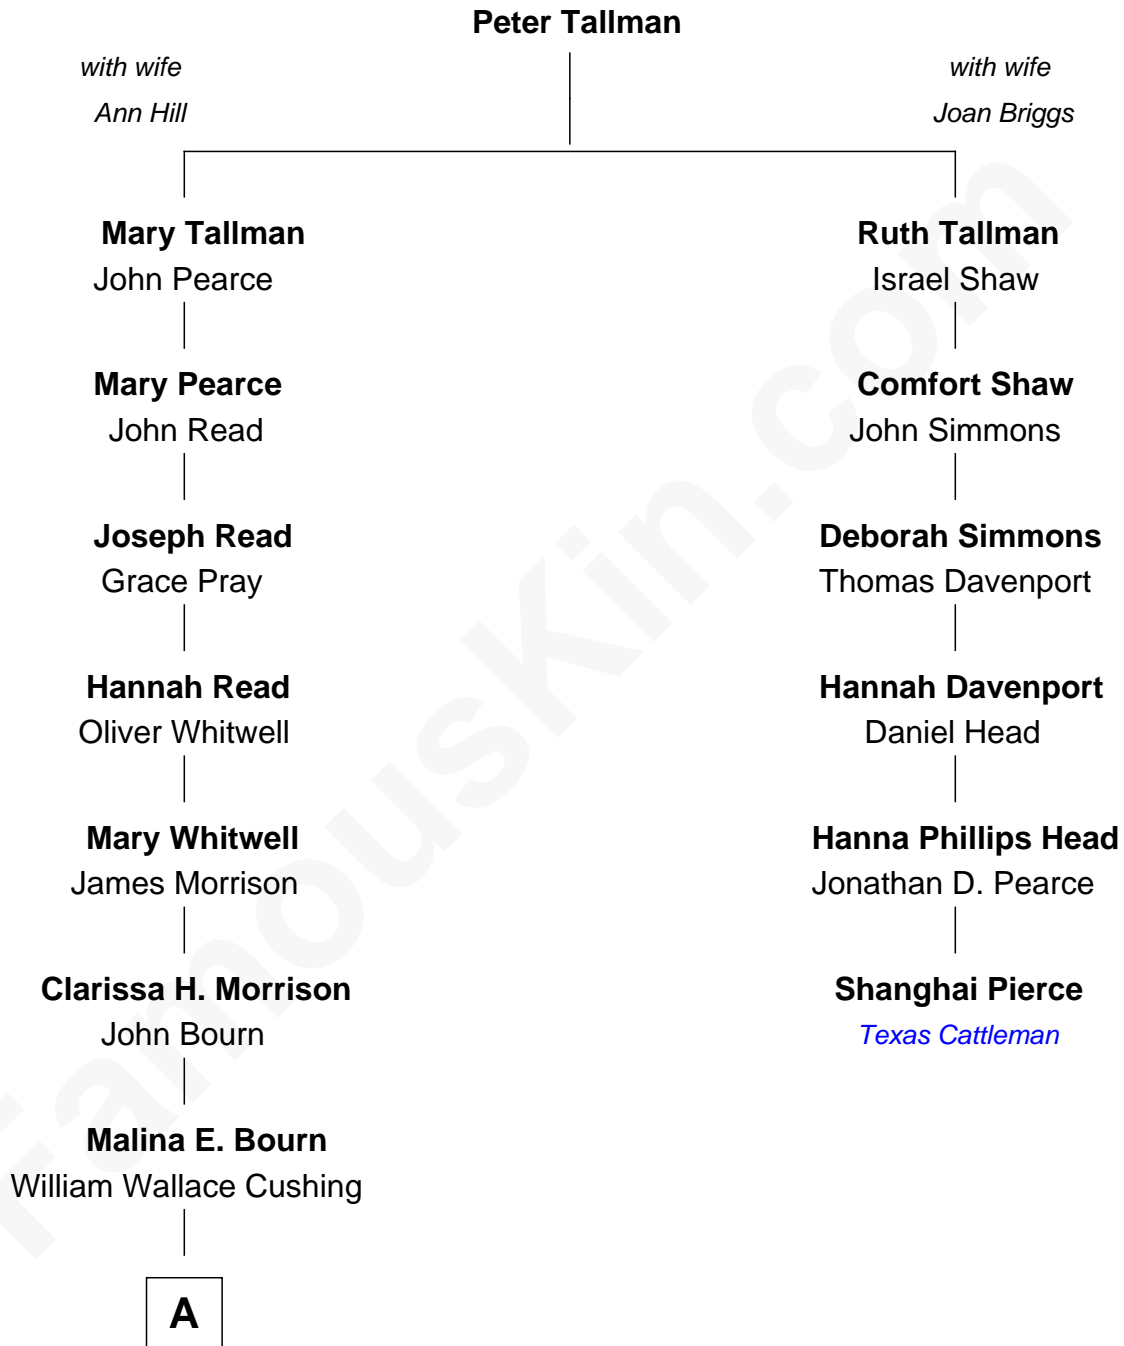 Peter Tallman
with wife
Ann Hill
with wife
Joan Briggs
Mary Tallman
John Pearce
Ruth Tallman
Israel Shaw
Mary Pearce
John Read
Comfort Shaw
John Simmons
Joseph Read
Grace Pray
Deborah Simmons
Thomas Davenport
Hannah Read
Oliver Whitwell
Hannah Davenport
Daniel Head
Mary Whitwell
James Morrison
Hanna Phillips Head
Jonathan D. Pearce
Clarissa H. Morrison
John Bourn
Shanghai Pierce
Texas Cattleman
Malina E. Bourn
William Wallace Cushing
A
FamousKin.com